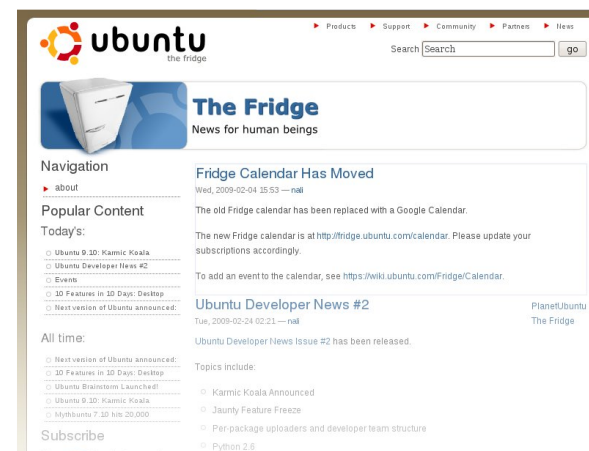 Products Support Community Partners News
ubuntu
the fridge
Search Search go
The Fridge
News for human beings
Navigation
about
Popular Content
Today's:
Ubuntu 9.10: Karmic Koala
Ubuntu Developer News #2
Events
10 Features in 10 Days: Desktop
Next version of Ubuntu announced:
All time:
Next version of Ubuntu announced:
10 Features in 10 Days: Desktop
Ubuntu Brainstorm Launched!
Ubuntu 9.10: Karmic Koala
Mythbuntu 7.10 hits 20,000
Subscribe
Fridge Calendar Has Moved
Wed, 2009-02-04 15:53 — nali
The old Fridge calendar has been replaced with a Google Calendar.
The new Fridge calendar is at http://fridge.ubuntu.com/calendar. Please update your
subscriptions accordingly.
To add an event to the calendar, see https://wiki.ubuntu.com/Fridge/Calendar.
Ubuntu Developer News #2
Tue, 2009-02-24 02:21 — nali
Ubuntu Developer News Issue #2 has been released.
Topics include:
Karmic Koala Announced
Jaunty Feature Freeze
Per-package uploaders and developer team structure
Python 2.6
PlanetUbuntu
The Fridge